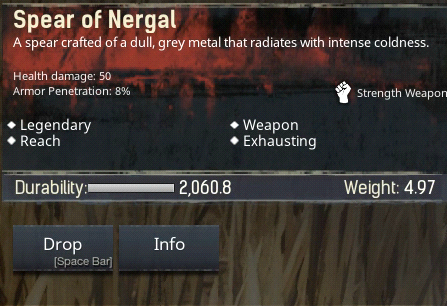 Spear of Nergal
A spear crafted of a dull, grey metal that radiates with intense coldness.
Health damage: 50
Armor Penetration: 8%
Strength Weapon
Legendary
Weapon
Reach
Exhausting
Durability: 2,060.8
Weight: 4.97
Drop
[Space Bar]
Info